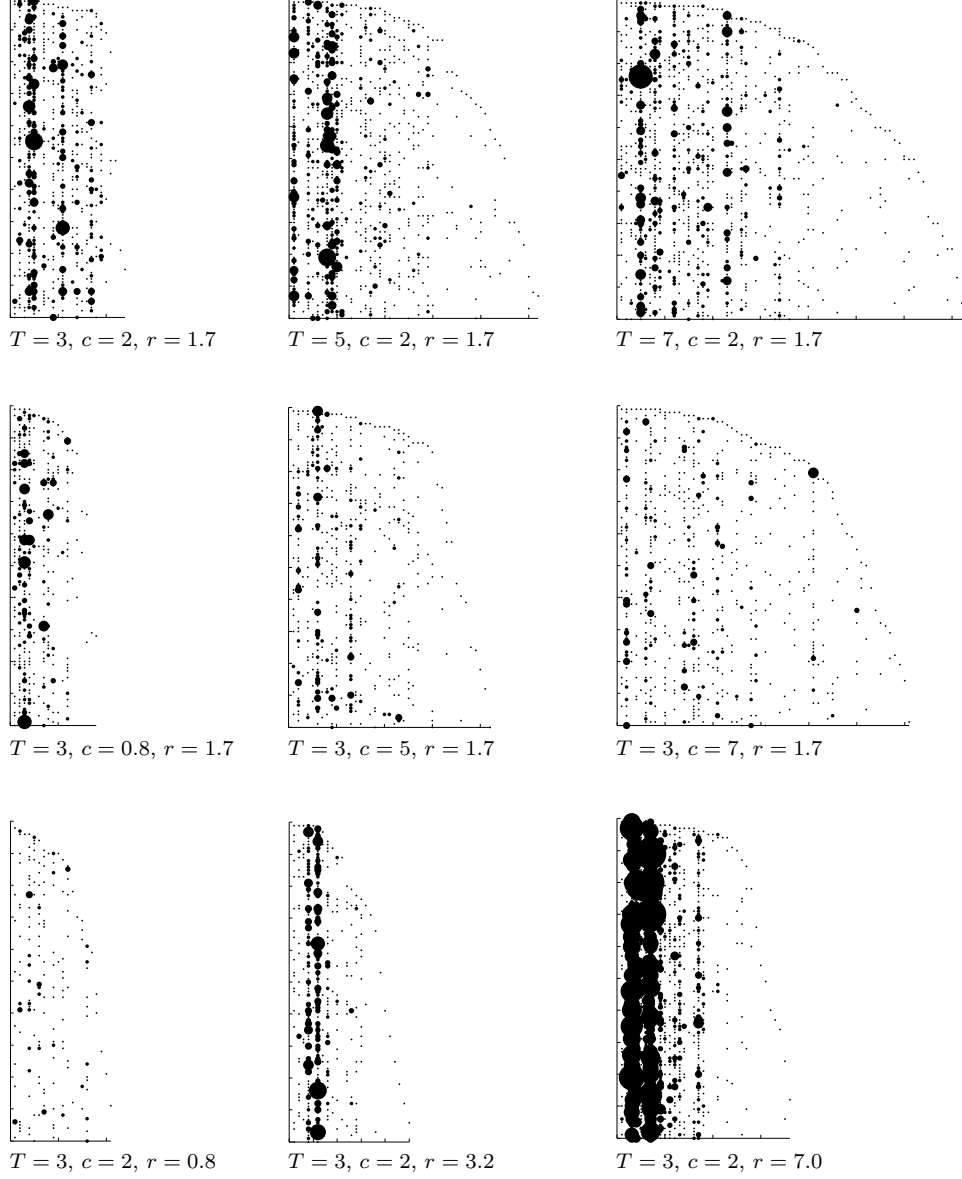 T = 3, c = 2, r = 1.7
T = 5, c = 2, r = 1.7
T = 7, c = 2, r = 1.7
T = 3, c = 0.8, r = 1.7
T = 3, c = 5, r = 1.7
T = 3, c = 7, r = 1.7
T = 3, c = 2, r = 0.8
T = 3, c = 2, r = 3.2
T = 3, c = 2, r = 7.0